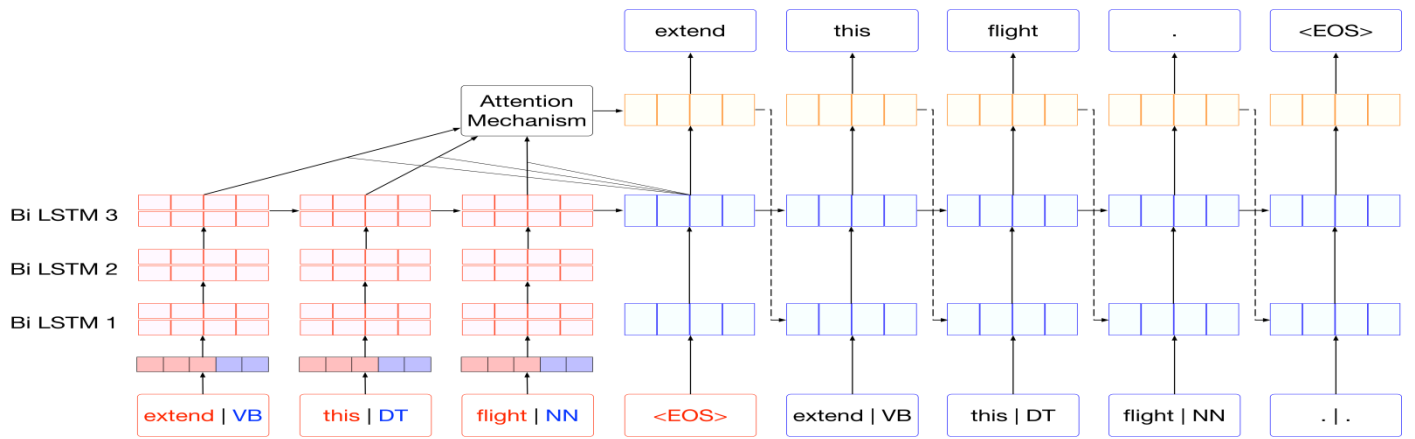 extend
this
flight
.
<EOS>
Attention
Mechanism
Bi LSTM 3
Bi LSTM 2
Bi LSTM 1
extend | VB
this | DT
flight | NN
<EOS>
extend | VB
this | DT
flight | NN
. | .